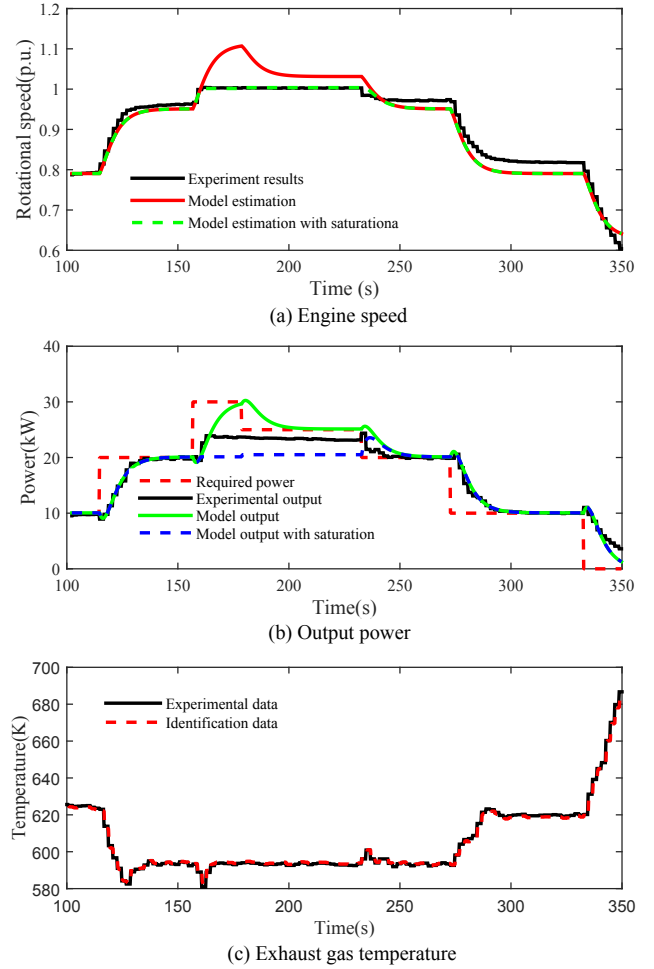 1.2
1.1
1
0.9
0.8
0.7
0.6
Rotational speed(p.u.)
Experiment results
Model estimation
Model estimation with saturationa
100 150 200 250 300 350
Time (s)
(a) Engine speed
40
30
20
10
0
Power(kW)
Required power
Experimental output
Model output
Model output with saturation
100 150 200 250 300 350
Time(s)
(b) Output power
700
680
660
640
620
600
580
Temperature(K)
Experimental data
Identification data
100 150 200 250 300 350
Time(s)
(c) Exhaust gas temperature